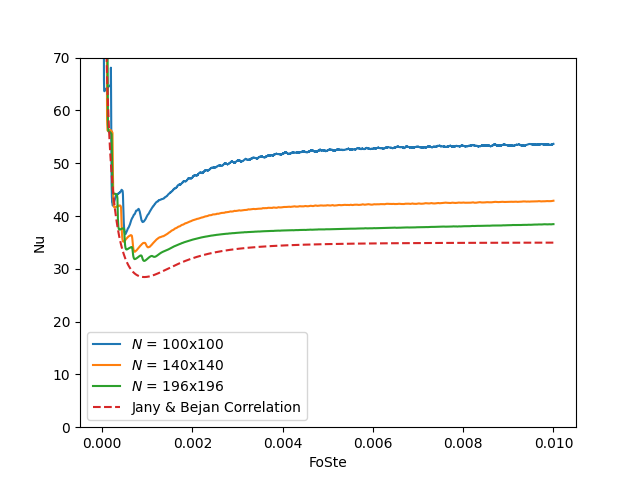 70
60
50
40
30
20
10
0
Nu
N = 100x100
N = 140x140
N = 196x196
Jany & Bejan Correlation
0.000 0.002 0.004 0.006 0.008 0.010
FoSte